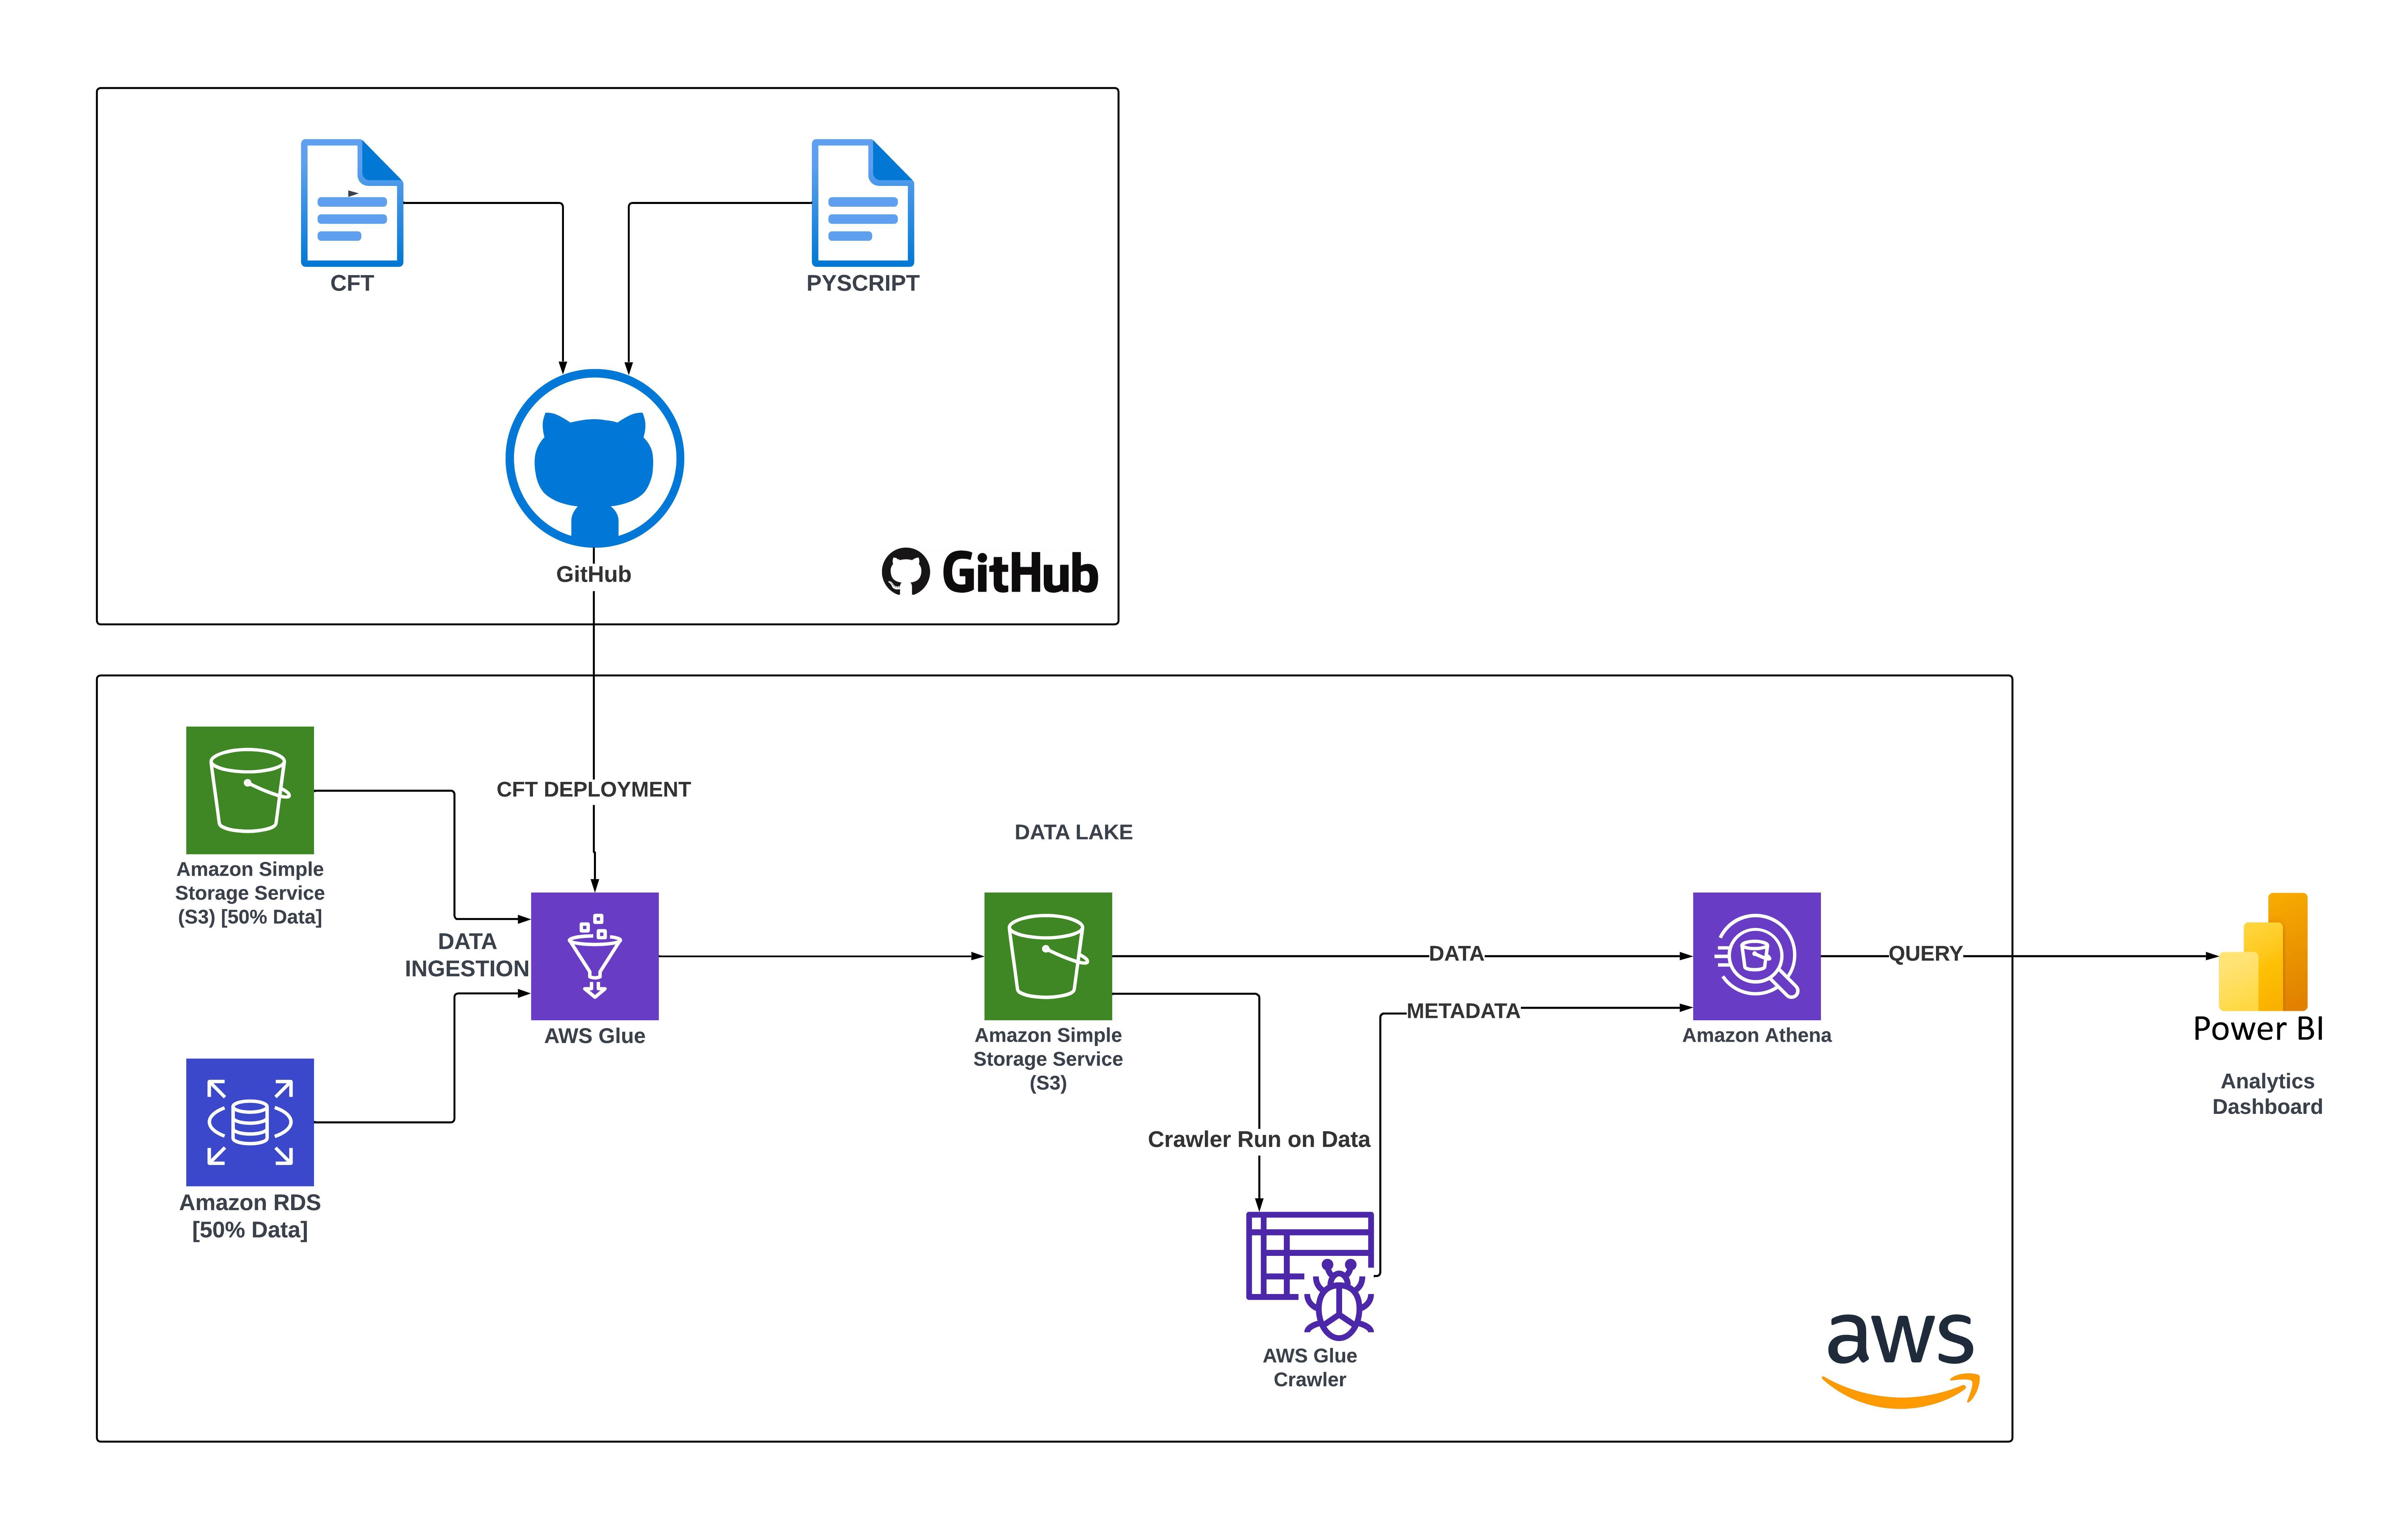 CFT
PYSCRIPT
GitHub
GitHub
CFT DEPLOYMENT
Amazon Simple
Storage Service
(S3) [50% Data]
DATA
INGESTION
AWS Glue
Amazon RDS
[50% Data]
DATA LAKE
Amazon Simple
Storage Service
(S3)
DATA
METADATA
Crawler Run on Data
AWS Glue
Crawler
Amazon Athena
QUERY
Power BI
Analytics
Dashboard
aws